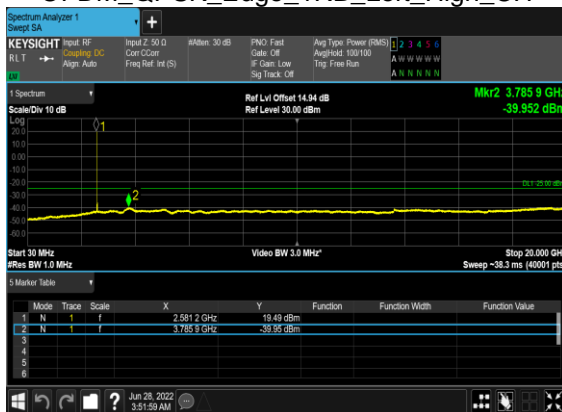 Spectrum Analyzer 1
Swept SA
+
KEYSIGHT Input: RF Input Z: 50 Ω #Atten: 30 dB PNO: Fast Avg Type: Power (RMS) 1 2 3 4 5 6
RLT Coupling: DC Corr CCorr Gate: Off Avg|Hold: 100/100 A W W W W W
Align: Auto Freq Ref: Int (S) IF Gain: Low Trig: Free Run
Sig Track: Off A N N N N N
1 Spectrum Ref Lvl Offset 14.94 dB Mkr2 3.785 9 GHz
Scale/Div 10 dB Ref Level 30.00 dBm -39.952 dBm
Log
20.0
10.0
0.00
-10.0
-20.0
-30.0
-40.0
-50.0
-60.0
1
2
Start 30 MHz Video BW 3.0 MHz* Stop 20.000 GH
#Res BW 1.0 MHz Sweep ~38.3 ms (40001 pts
5 Marker Table
Mode Trace Scale X Y Function Function Width Function Value
1 N 1 f 2.581 2 GHz 19.49 dBm
2 N 1 f 3.785 9 GHz -39.95 dBm
3
4
5
6
? Jun 28, 2022
3:51:59 AM